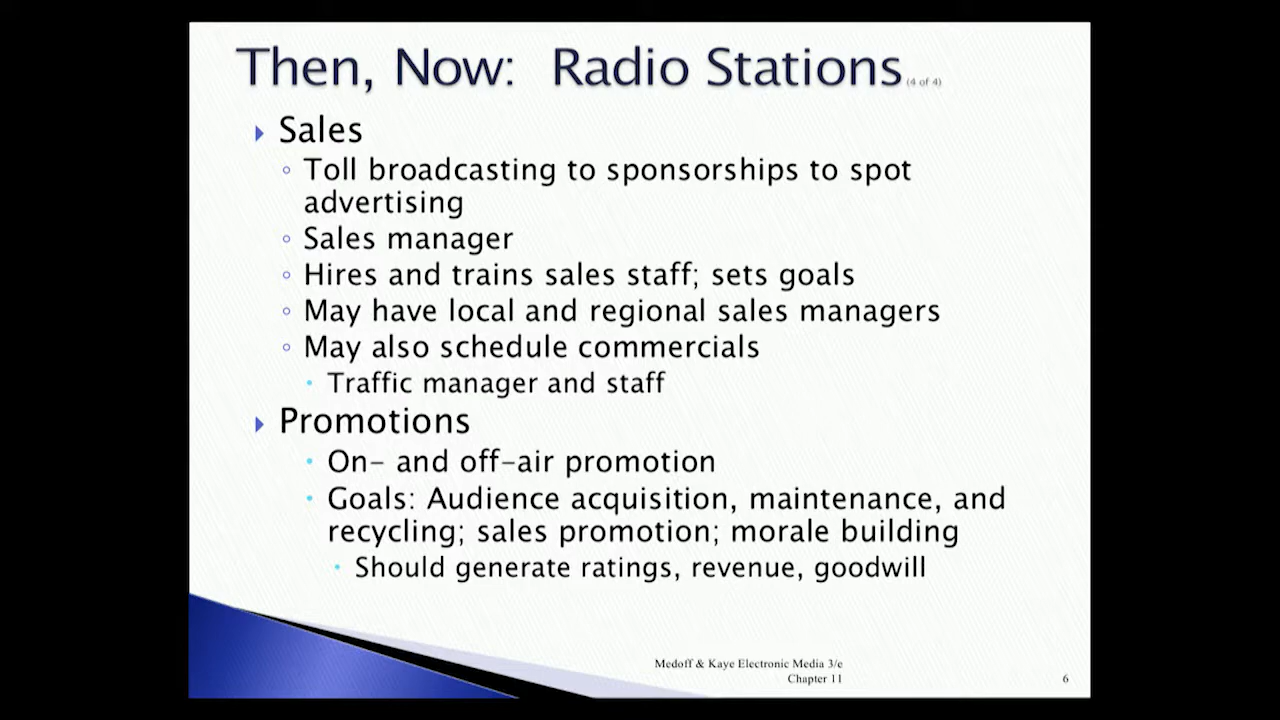 Then, Now:  Radio Stations (4 of 4)
Sales
Toll broadcasting to sponsorships to spot
advertising
Sales manager
Hires and trains sales staff; sets goals
May have local and regional sales managers
May also schedule commercials
Traffic manager and staff
Promotions
On- and off-air promotion
Goals: Audience acquisition, maintenance, and
recycling; sales promotion; morale building
Should generate ratings, revenue, goodwill
Medoff & Kaye Electronic Media 3/e
Chapter 11
6